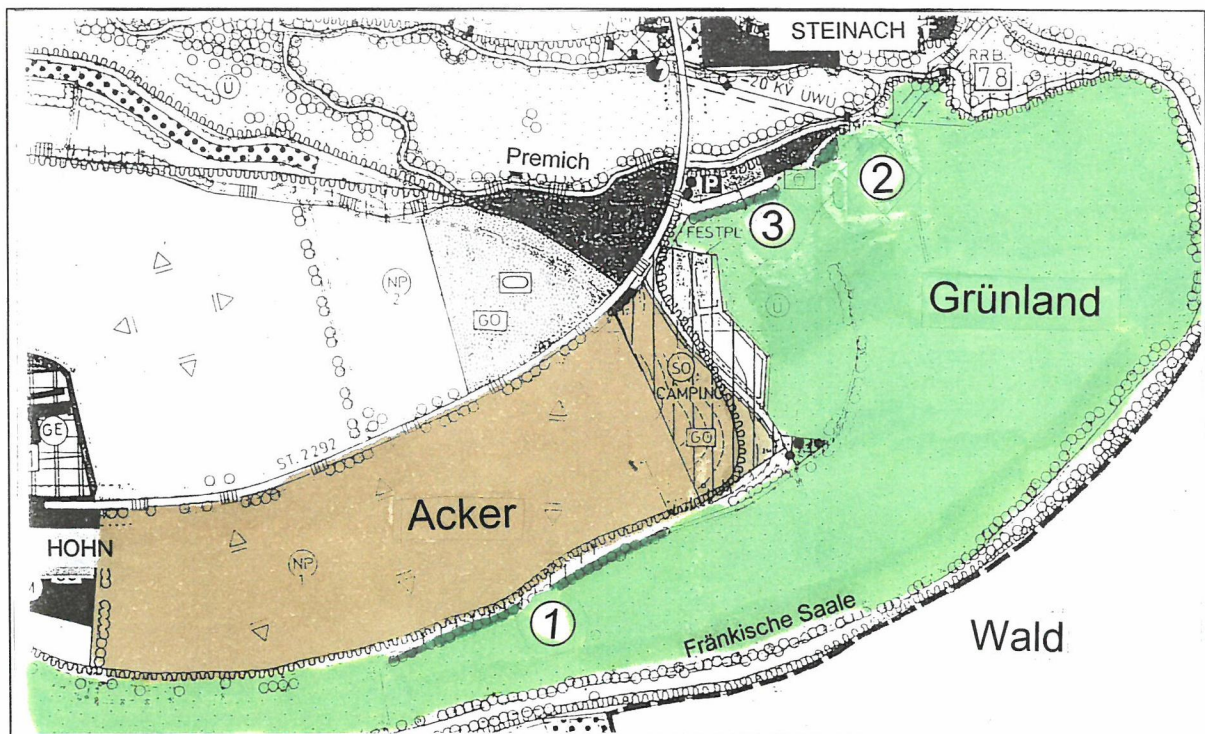 STEINACH
F
RRB.
78
20 KV ÜWU
Ü
Premich
P
2
3
FESTPL
NP
2
GO
Ü
Grünland
SO
CAMPING
GO
GE
ST.2292
Acker
HOHN
NP
1
1
Fränkische Saale
Wald